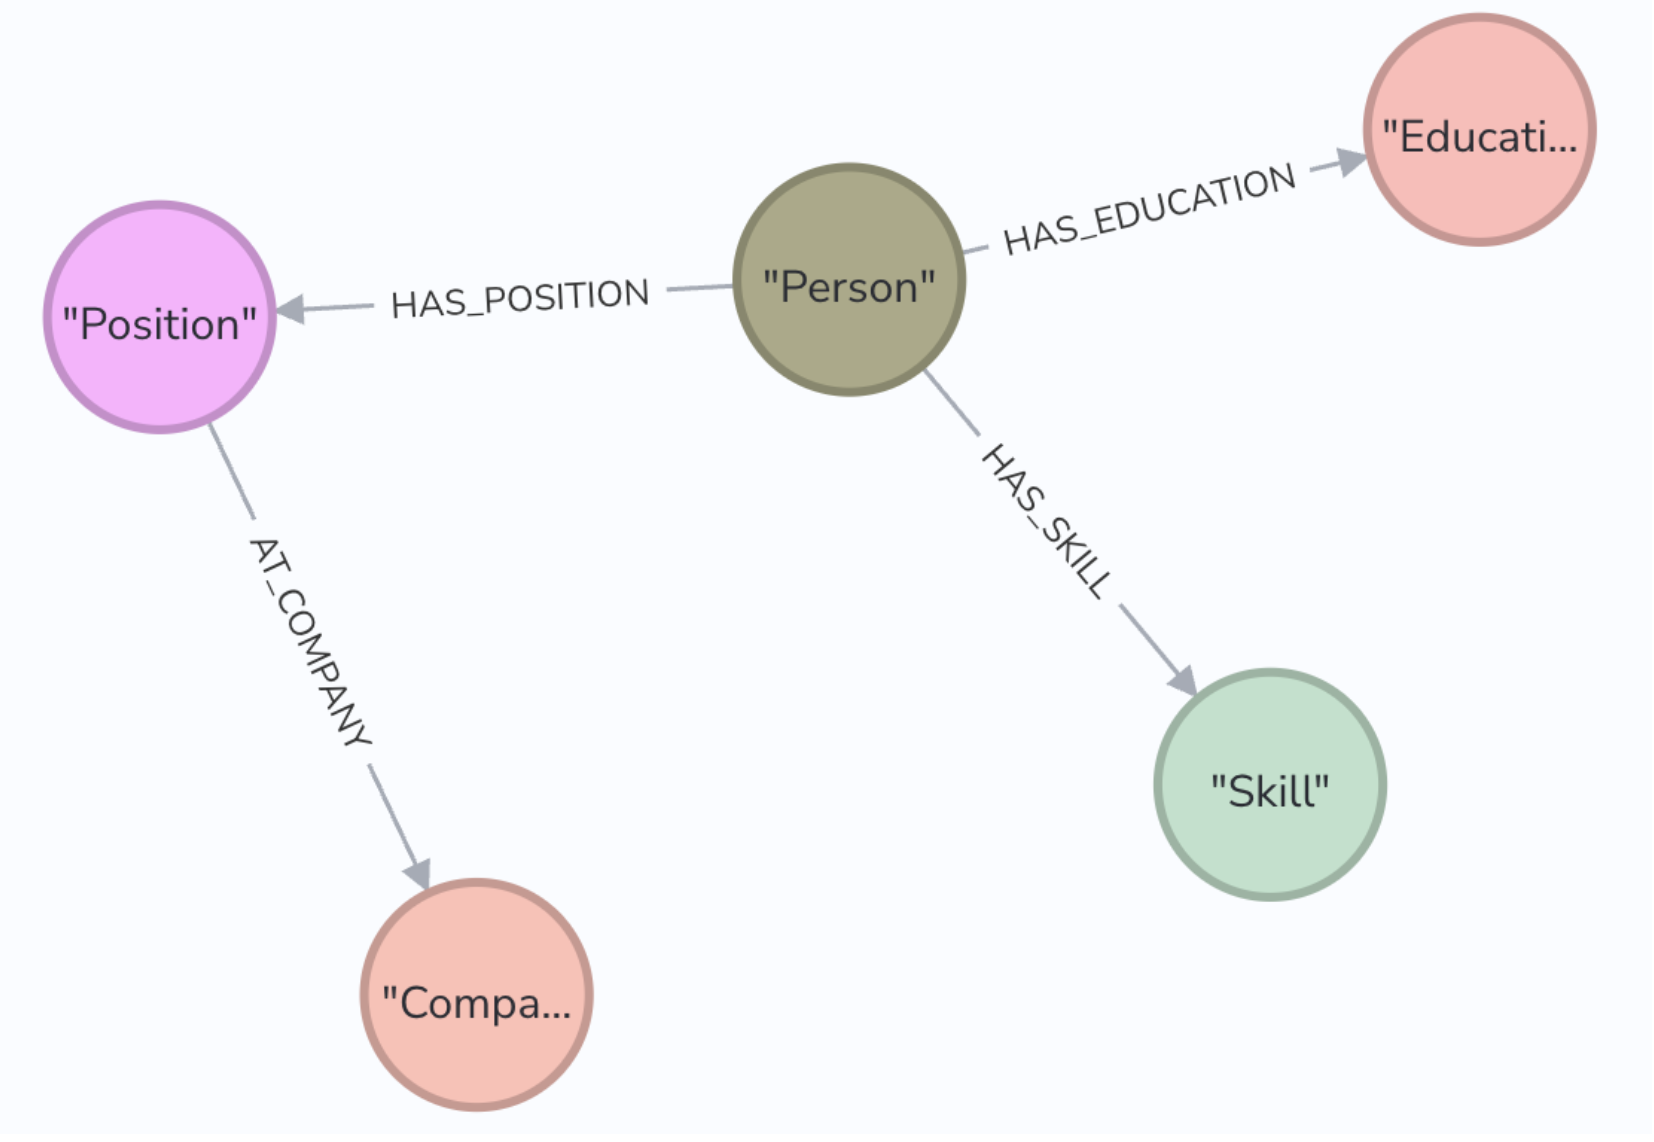 "Educati...
HAS_EDUCATION
"Person"
HAS_POSITION
"Position"
HAS_SKILL
AT_COMPANY
"Skill"
"Compa...